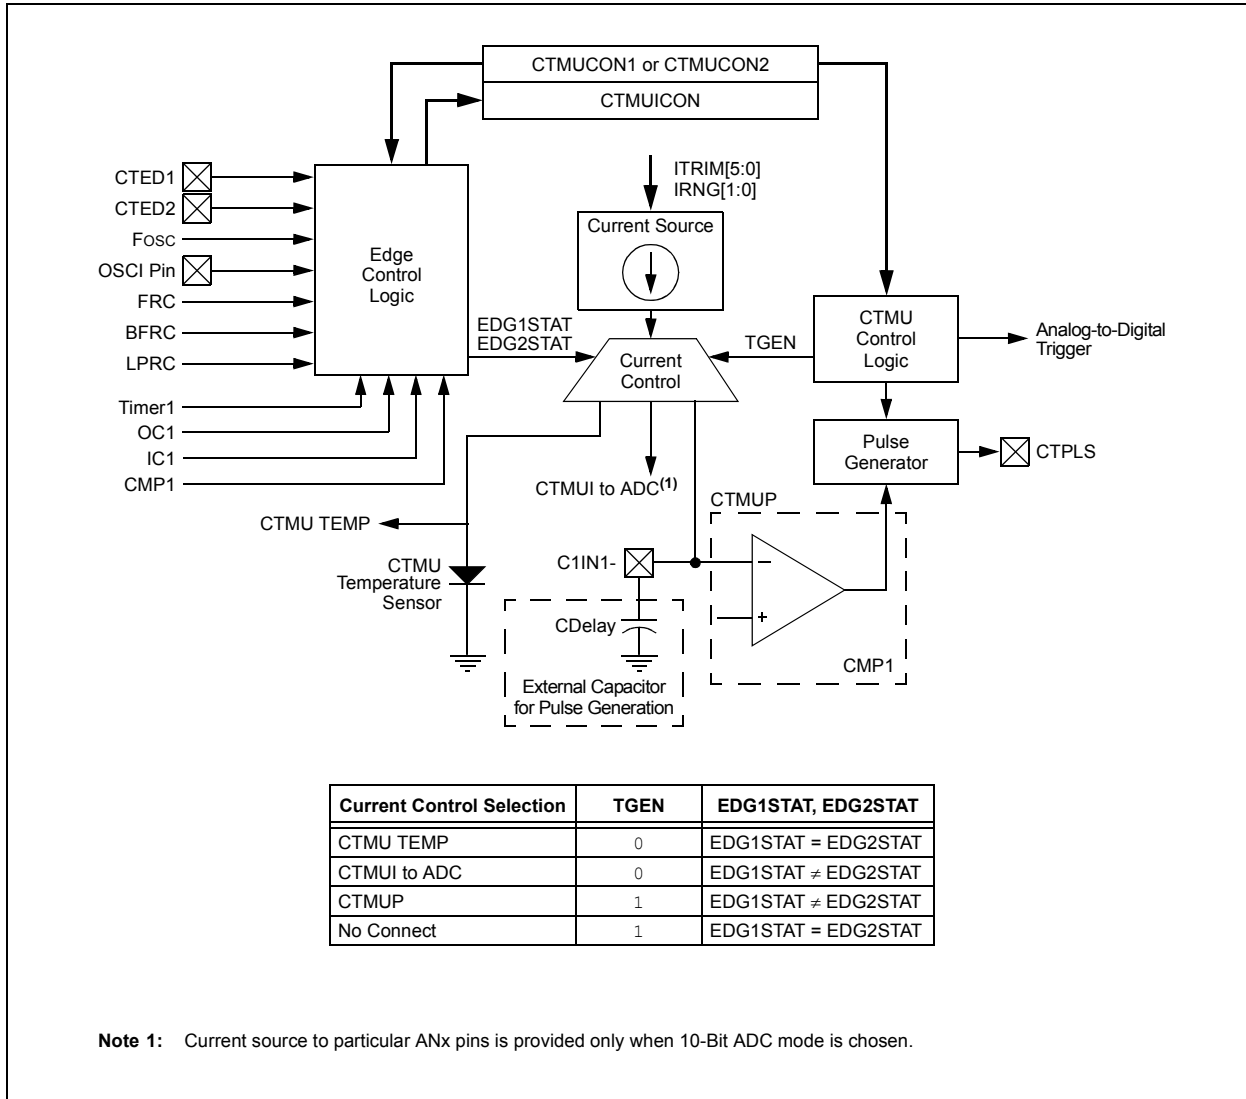 CTMUCON1 or CTMUCON2
CTMUICON
CTED1
CTED2
FOSC
OSCI Pin
FRC
BFRC
LPRC
Timer1
OC1
IC1
CMP1
Edge
Control
Logic
ITRIM[5:0]
IRNG[1:0]
Current Source
EDG1STAT
EDG2STAT
Current
Control
TGEN
CTMU
Control
Logic
Analog-to-Digital
Trigger
Pulse
Generator
CTPLS
CTMUI to ADC(1)
CTMUP
CTMU TEMP
CTMU
Temperature
Sensor
C1IN1-
CDelay
External Capacitor
for Pulse Generation
–
+
CMP1
Current Control Selection TGEN EDG1STAT, EDG2STAT
CTMU TEMP 0 EDG1STAT = EDG2STAT
CTMUI to ADC 0 EDG1STAT ≠ EDG2STAT
CTMUP 1 EDG1STAT ≠ EDG2STAT
No Connect 1 EDG1STAT = EDG2STAT
Note 1: Current source to particular ANx pins is provided only when 10-Bit ADC mode is chosen.